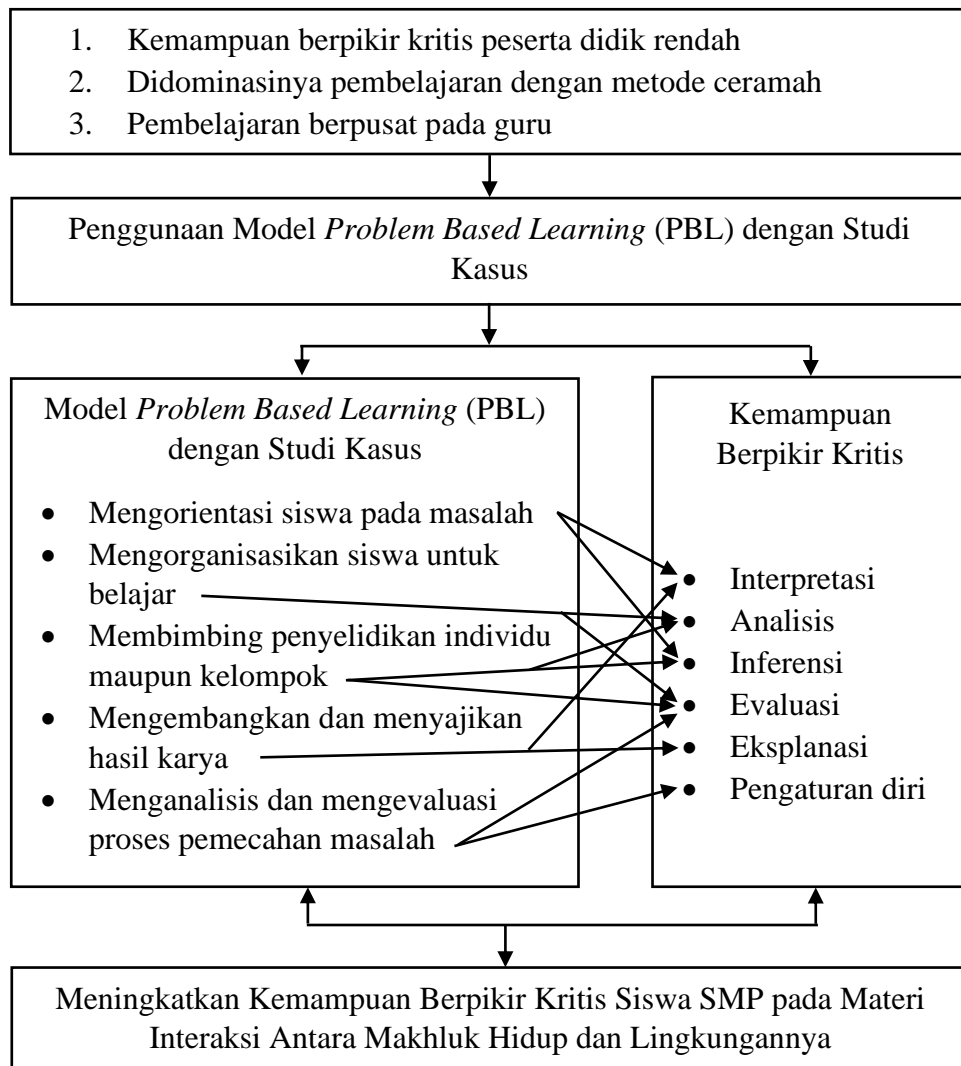 1. Kemampuan berpikir kritis peserta didik rendah
2. Didominasinya pembelajaran dengan metode ceramah
3. Pembelajaran berpusat pada guru
Penggunaan Model Problem Based Learning (PBL) dengan Studi
Kasus
Model Problem Based Learning (PBL)
dengan Studi Kasus
• Mengorientasi siswa pada masalah
• Mengorganisasikan siswa untuk
belajar
• Membimbing penyelidikan individu
maupun kelompok
• Mengembangkan dan menyajikan
hasil karya
• Menganalisis dan mengevaluasi
proses pemecahan masalah
Kemampuan
Berpikir Kritis
• Interpretasi
• Analisis
• Inferensi
• Evaluasi
• Eksplanasi
• Pengaturan diri
Meningkatkan Kemampuan Berpikir Kritis Siswa SMP pada Materi
Interaksi Antara Makhluk Hidup dan Lingkungannya